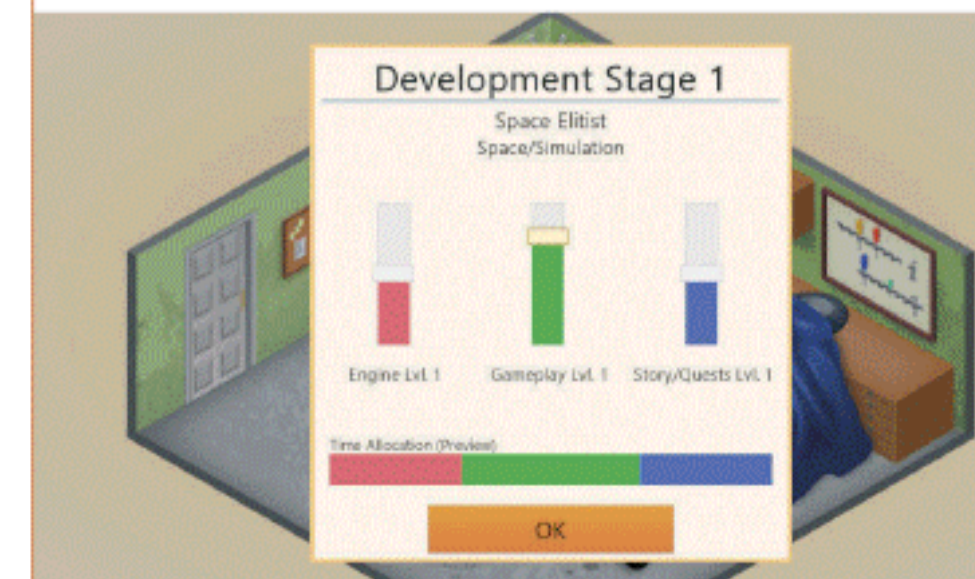 Development Stage 1
Space Elitist
Space/Simulation
Engine Lvl. 1 Gameplay Lvl. 1 Story/Quests Lvl. 1
Time Allocation (Preview)
OK